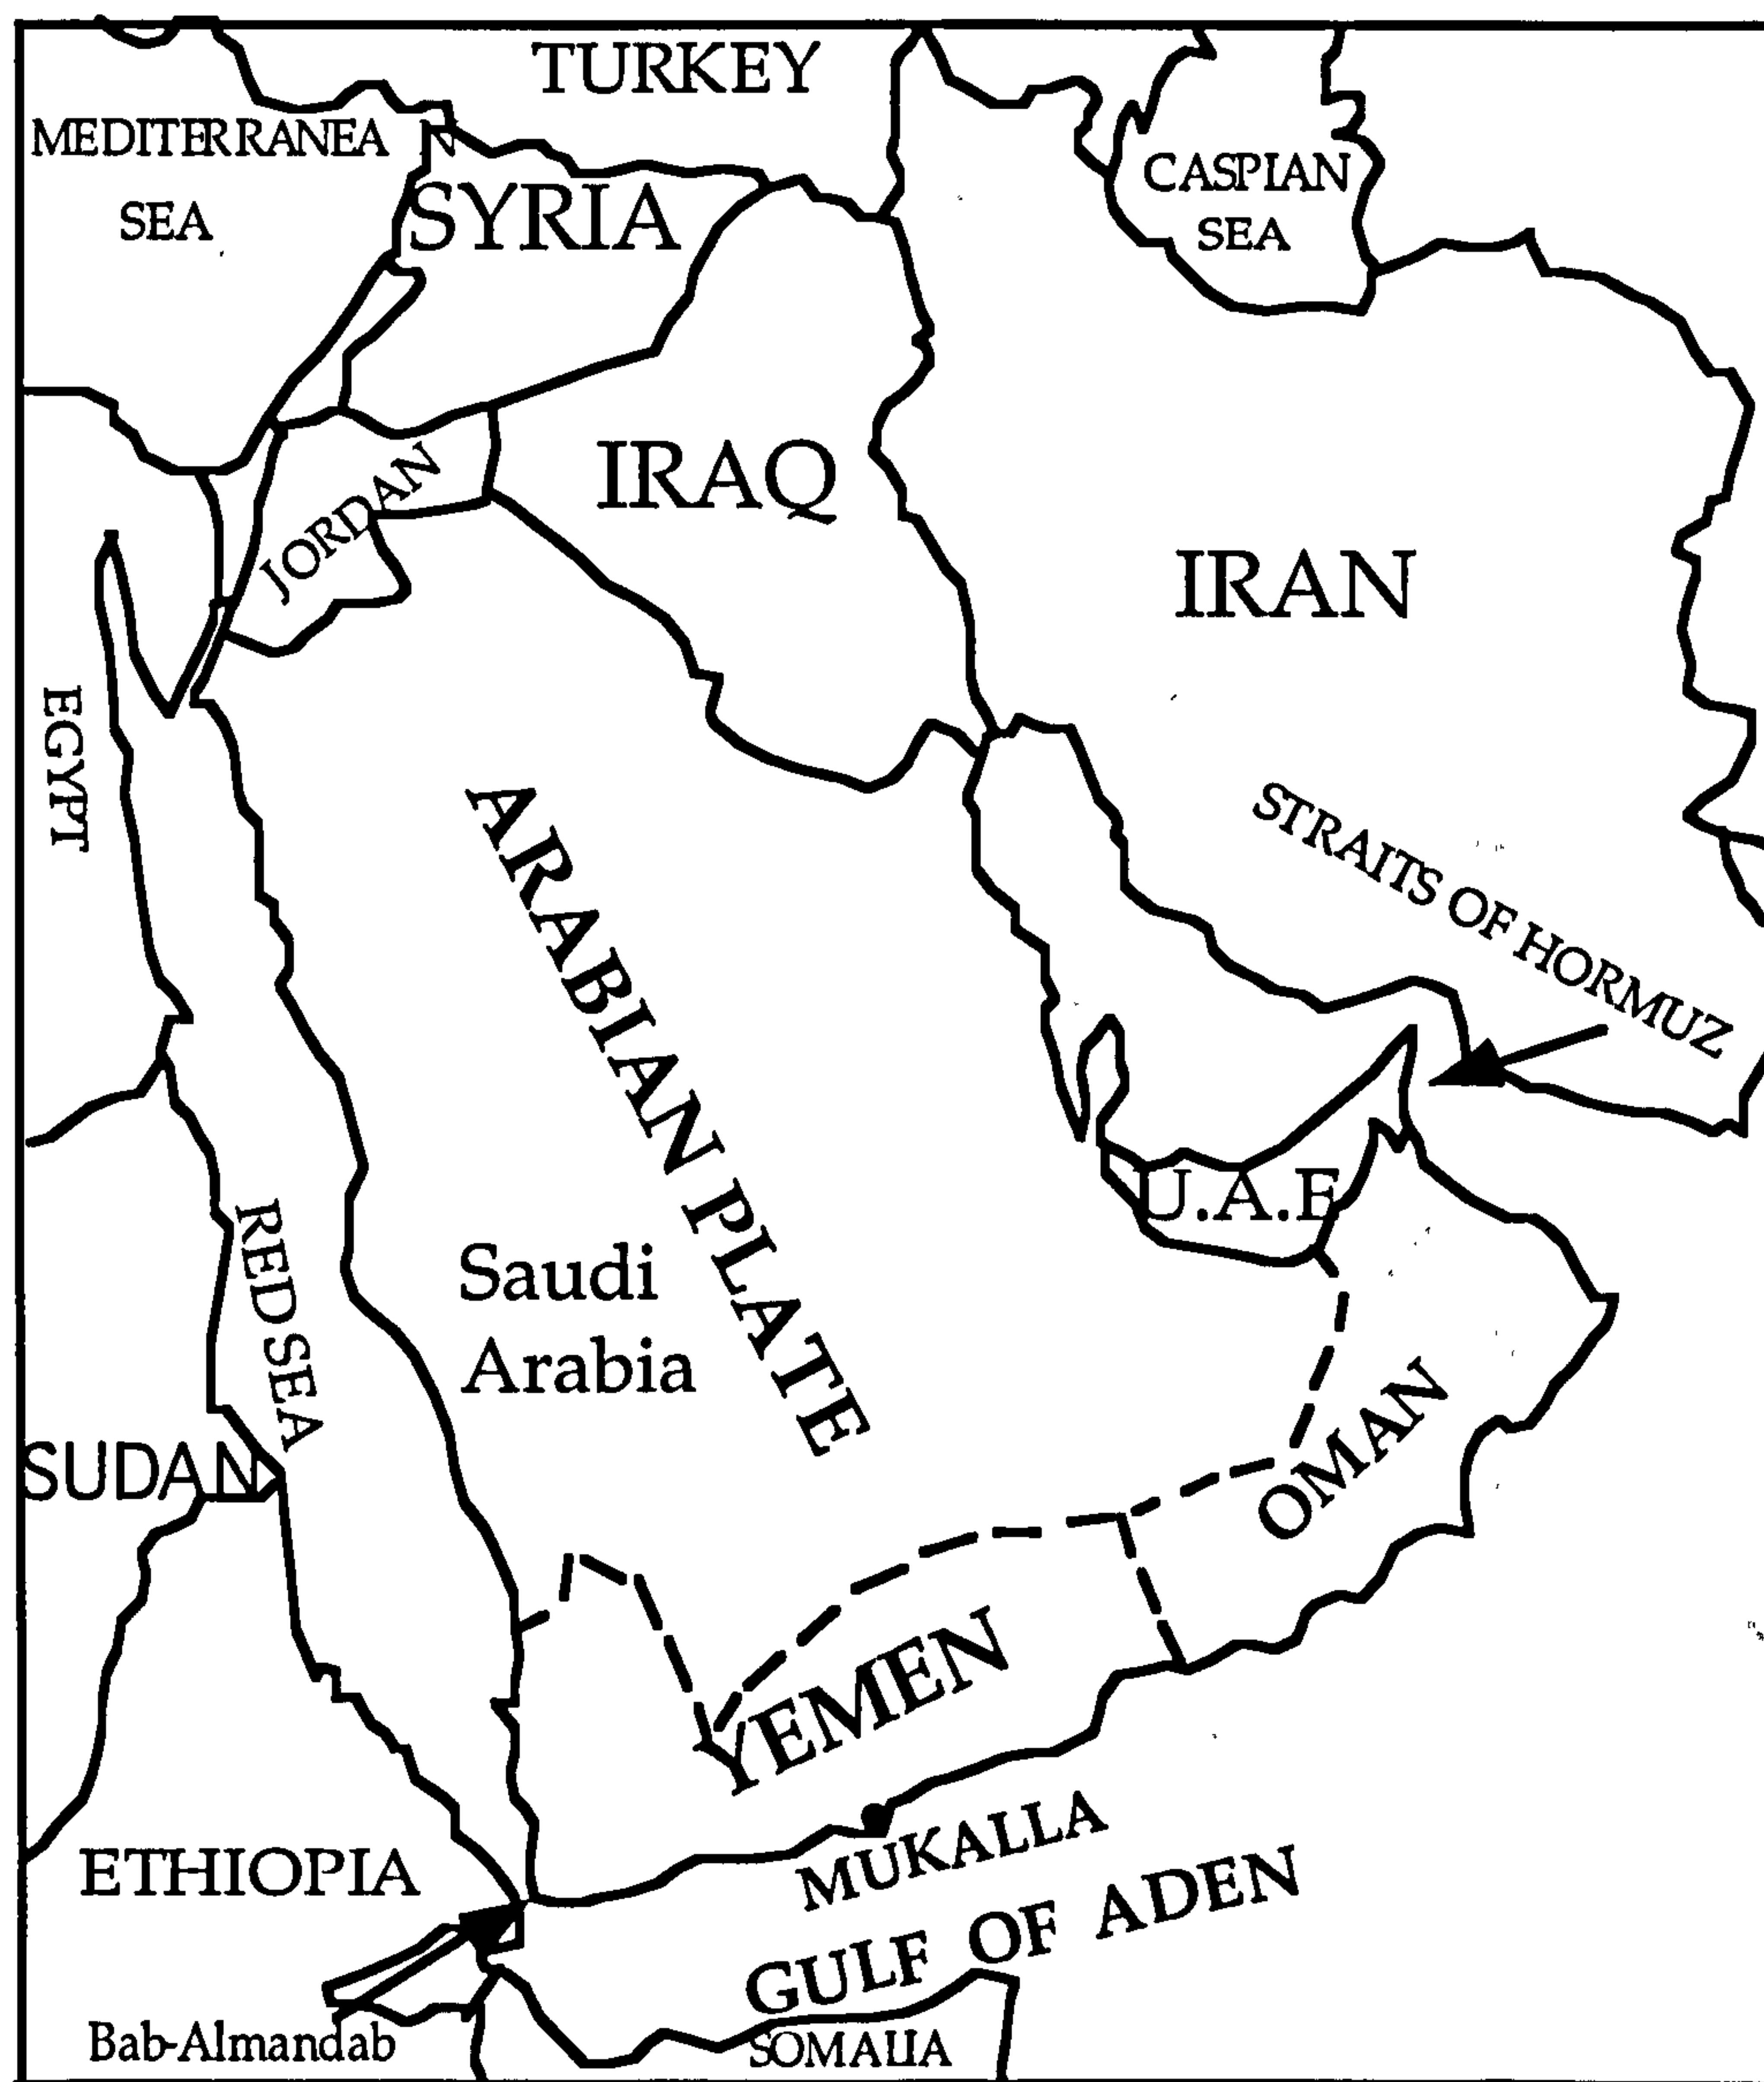 TURKEY
MEDITERRANEAN
SEA
SYRIA
CASPIAN
SEA
JORDAN
IRAQ
IRAN
EGYPT
STRAITS OF HORMUZ
ARABIAN PLATE
U.A.E
RED SEA
Saudi
Arabia
OMAN
SUDAN
YEMEN
ETHIOPIA
MUKALLA
GULF OF ADEN
Bab-Almandab
SOMALIA